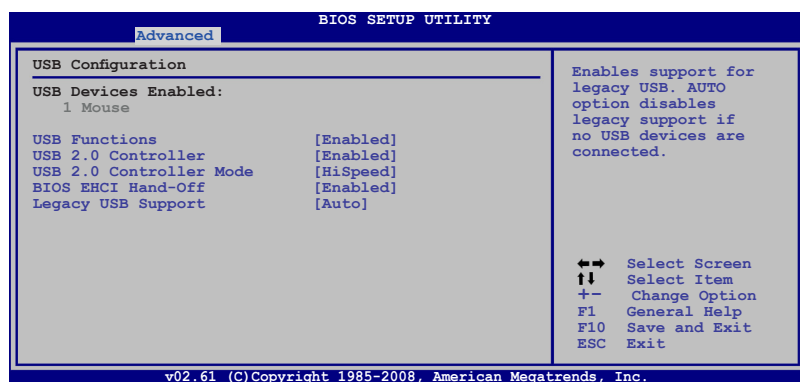 BIOS SETUP UTILITY
Advanced
USB Configuration
USB Devices Enabled:
1 Mouse
USB Functions [Enabled]
USB 2.0 Controller [Enabled]
USB 2.0 Controller Mode [HiSpeed]
BIOS EHCI Hand-Off [Enabled]
Legacy USB Support [Auto]
Enables support for
legacy USB. AUTO
option disables
legacy support if
no USB devices are
connected.
←→ Select Screen
↑↓ Select Item
+- Change Option
F1 General Help
F10 Save and Exit
ESC Exit
v02.61 (C)Copyright 1985-2008, American Megatrends, Inc.